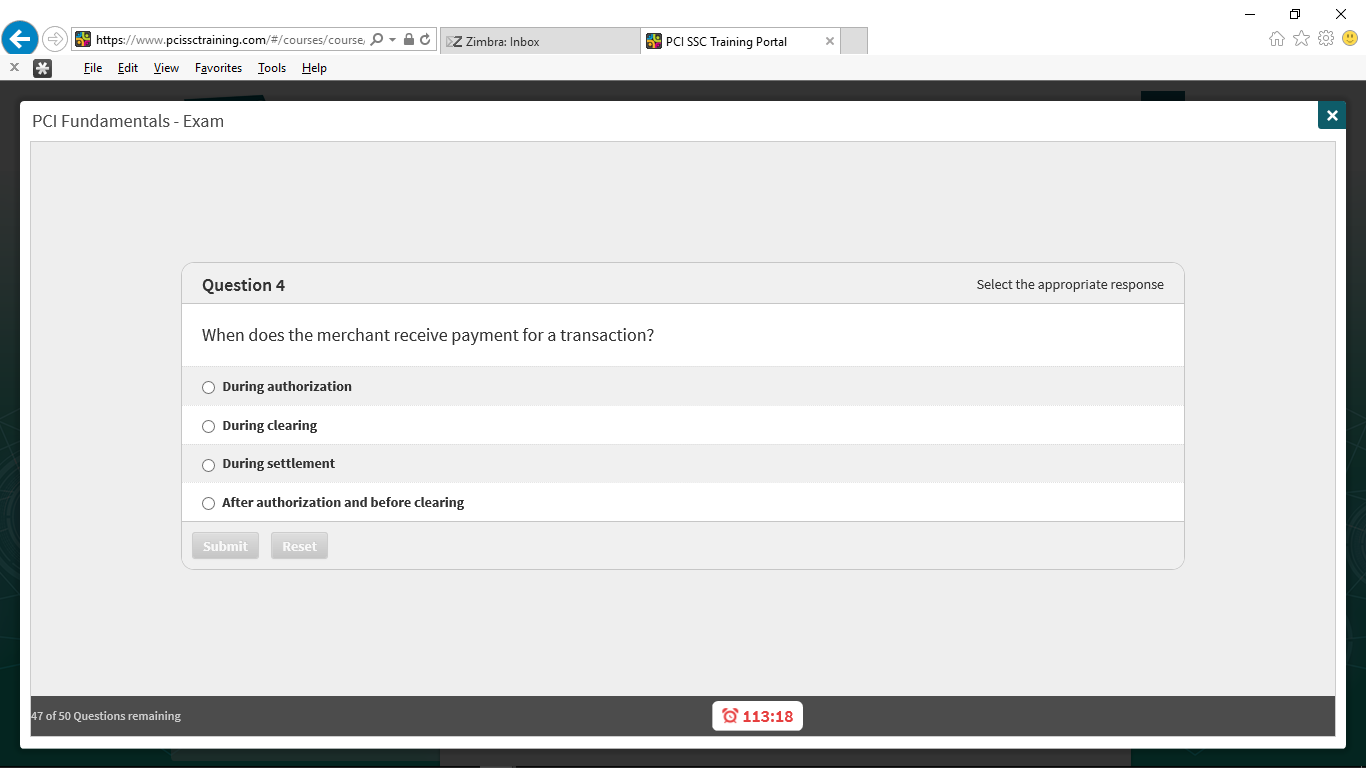 https://www.pcissctraining.com/#/courses/course,
Zimbra: Inbox
PCI SSC Training Portal
File Edit View Favorites Tools Help
PCI Fundamentals - Exam
Question 4
Select the appropriate response
When does the merchant receive payment for a transaction?
During authorization
During clearing
During settlement
After authorization and before clearing
Submit Reset
47 of 50 Questions remaining
113:18